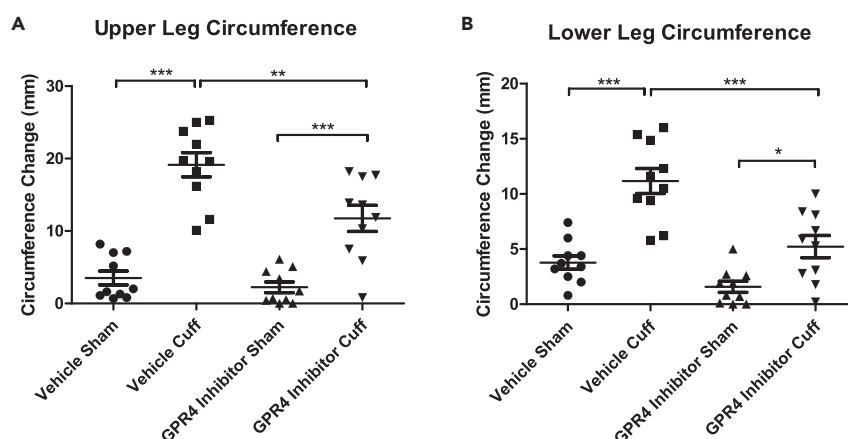 A
Upper Leg Circumference
Circumference Change (mm)
30
20
10
0
***
**
***
Vehicle Sham
Vehicle Cuff
GPR4 Inhibitor Sham
GPR4 Inhibitor Cuff
B
Lower Leg Circumference
Circumference Change (mm)
20
15
10
5
0
***
***
*
Vehicle Sham
Vehicle Cuff
GPR4 Inhibitor Sham
GPR4 Inhibitor Cuff